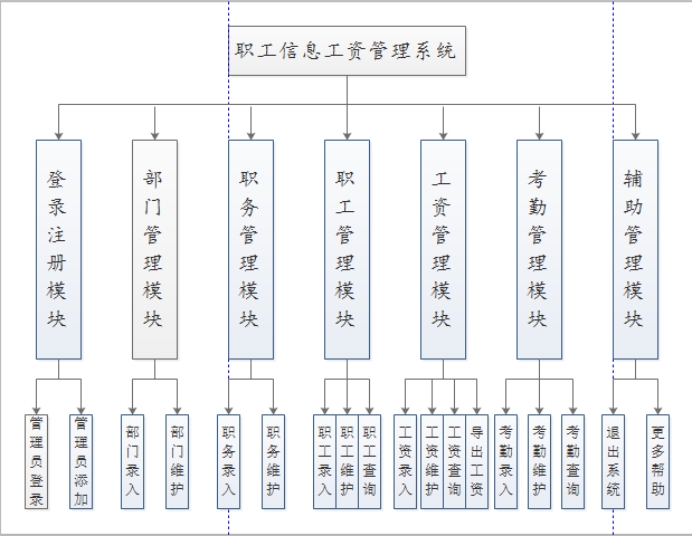 职工信息工资管理系统
登录注册模块
部门管理模块
职务管理模块
职工管理模块
工资管理模块
考勤管理模块
辅助管理模块
管理员登录
管理员添加
部门录入
部门维护
职务录入
职务维护
职工录入
职工维护
职工查询
工资录入
工资维护
工资查询
导出工资
考勤录入
考勤维护
考勤查询
退出系统
更多帮助